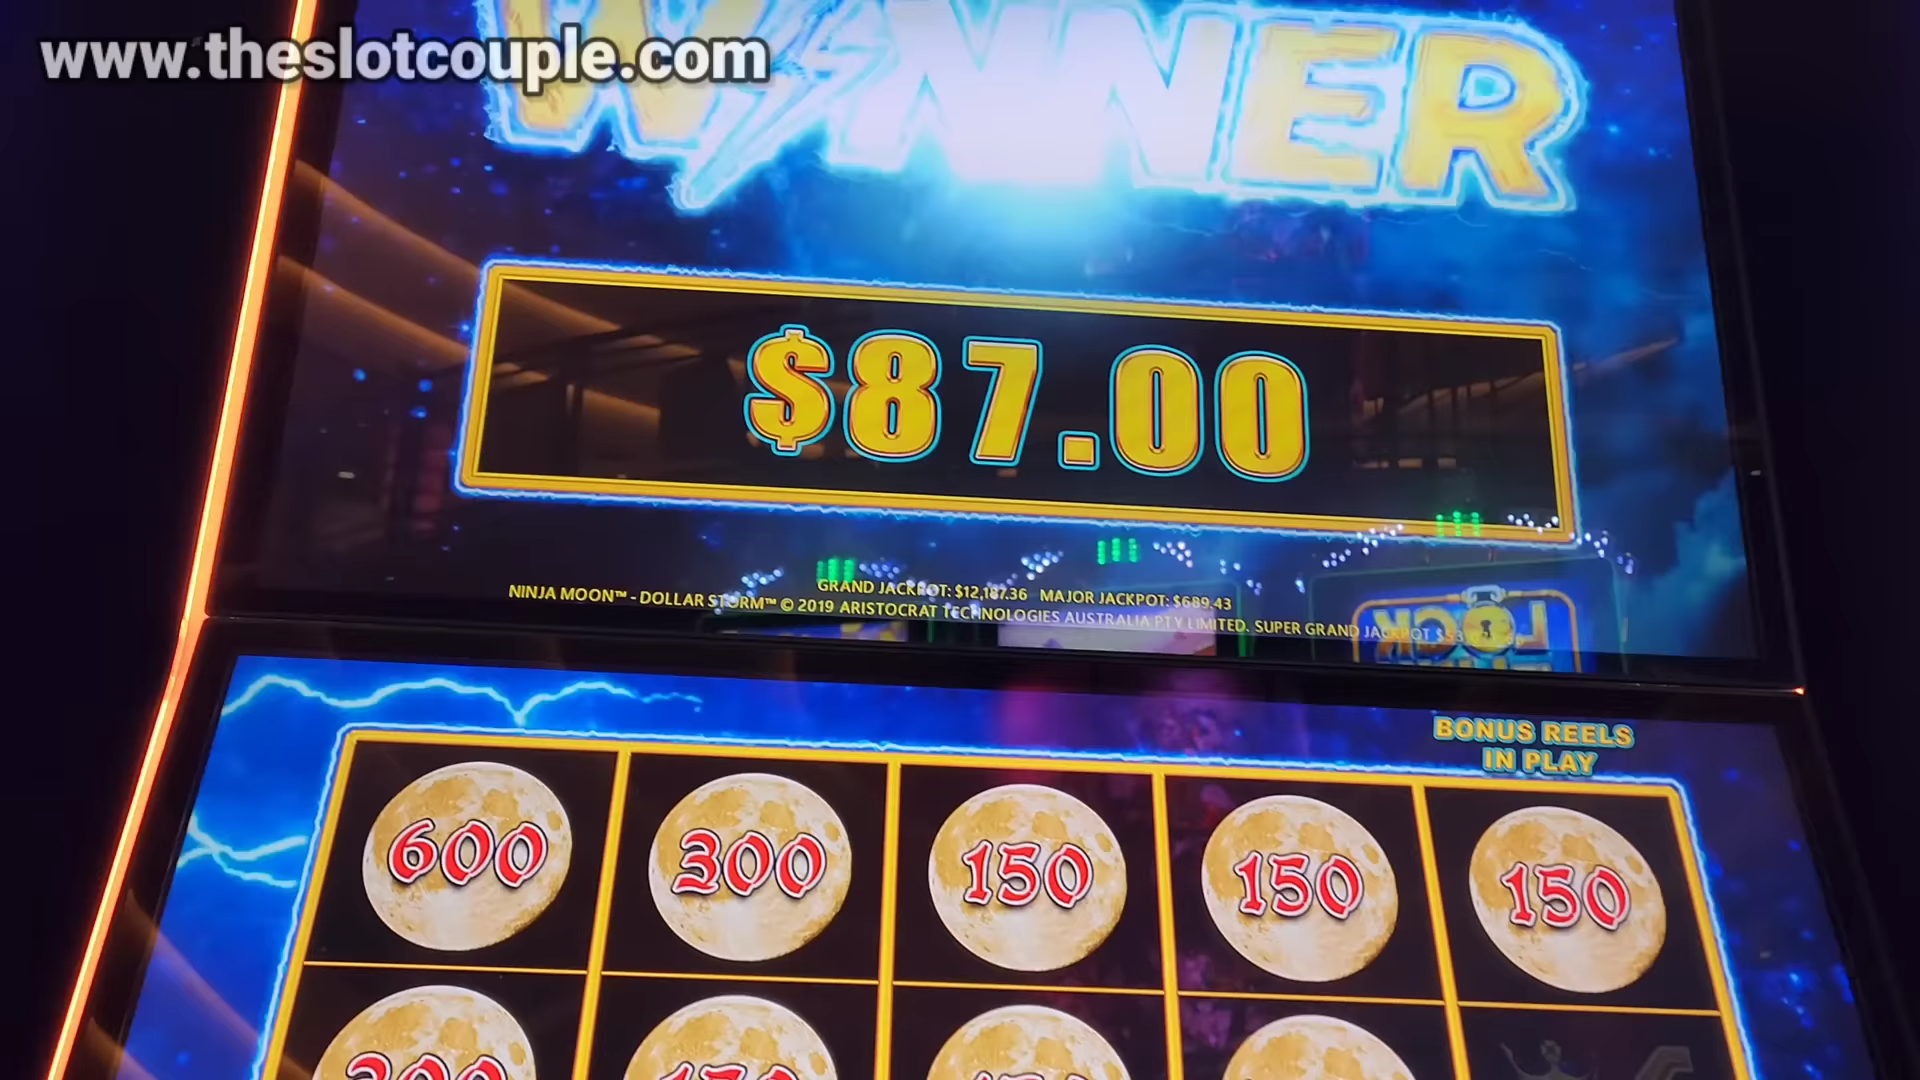 www.theslotcouple.com
WINNER
$87.00
GRAND JACKPOT: $12,187.36 MAJOR JACKPOT: $689.43
NINJA MOON™ - DOLLAR STORM™ © 2019 ARISTOCRAT TECHNOLOGIES AUSTRALIA PTY LIMITED. SUPER GRAND JACKPOT
BONUS REELS
IN PLAY
600 300 150 150 150